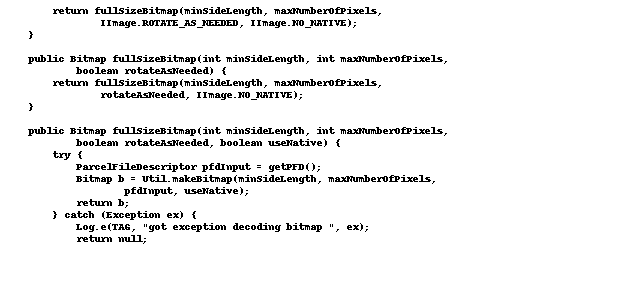 return fullSizeBitmap(minSideLength, maxNumberOfPixels,
IImage.ROTATE_AS_NEEDED, IImage.NO_NATIVE);
}
public Bitmap fullSizeBitmap(int minSideLength, int maxNumberOfPixels,
boolean rotateAsNeeded) {
return fullSizeBitmap(minSideLength, maxNumberOfPixels,
rotateAsNeeded, IImage.NO_NATIVE);
}
public Bitmap fullSizeBitmap(int minSideLength, int maxNumberOfPixels,
boolean rotateAsNeeded, boolean useNative) {
try {
ParcelFileDescriptor pfdInput = getPFD();
Bitmap b = Util.makeBitmap(minSideLength, maxNumberOfPixels,
pfdInput, useNative);
return b;
} catch (Exception ex) {
Log.e(TAG, "got exception decoding bitmap ", ex);
return null;